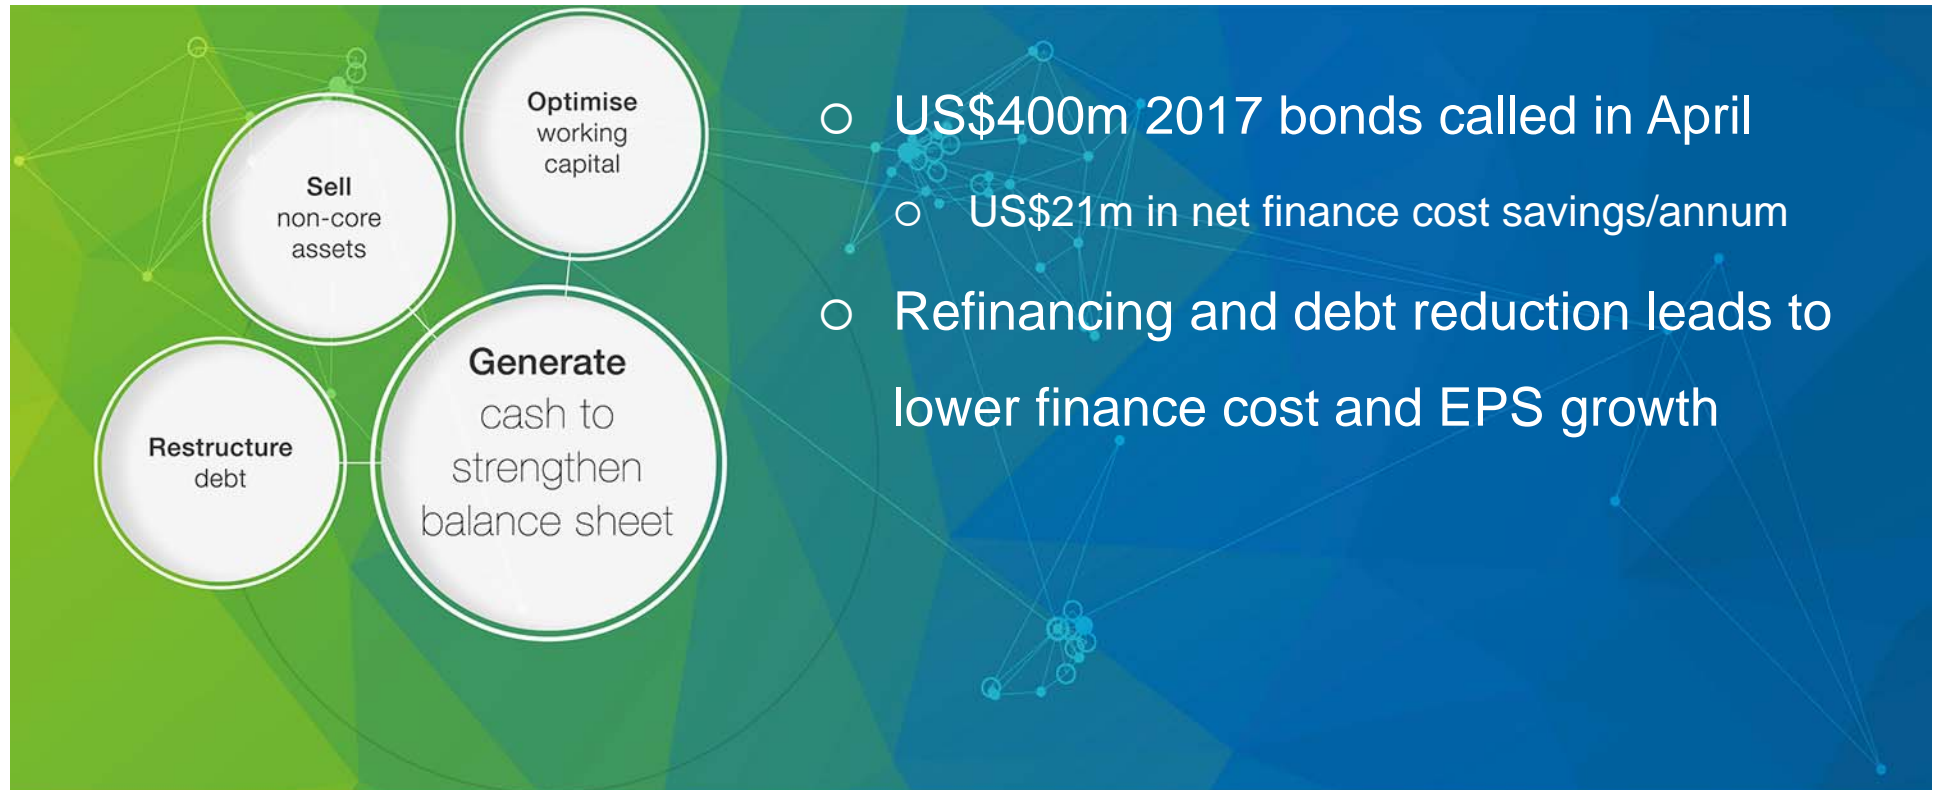 Optimise
working
capital
Sell
non-core
assets
Generate
cash to
strengthen
balance sheet
Restructure
debt
○ US$400m 2017 bonds called in April
○ US$21m in net finance cost savings/annum
○ Refinancing and debt reduction leads to
lower finance cost and EPS growth